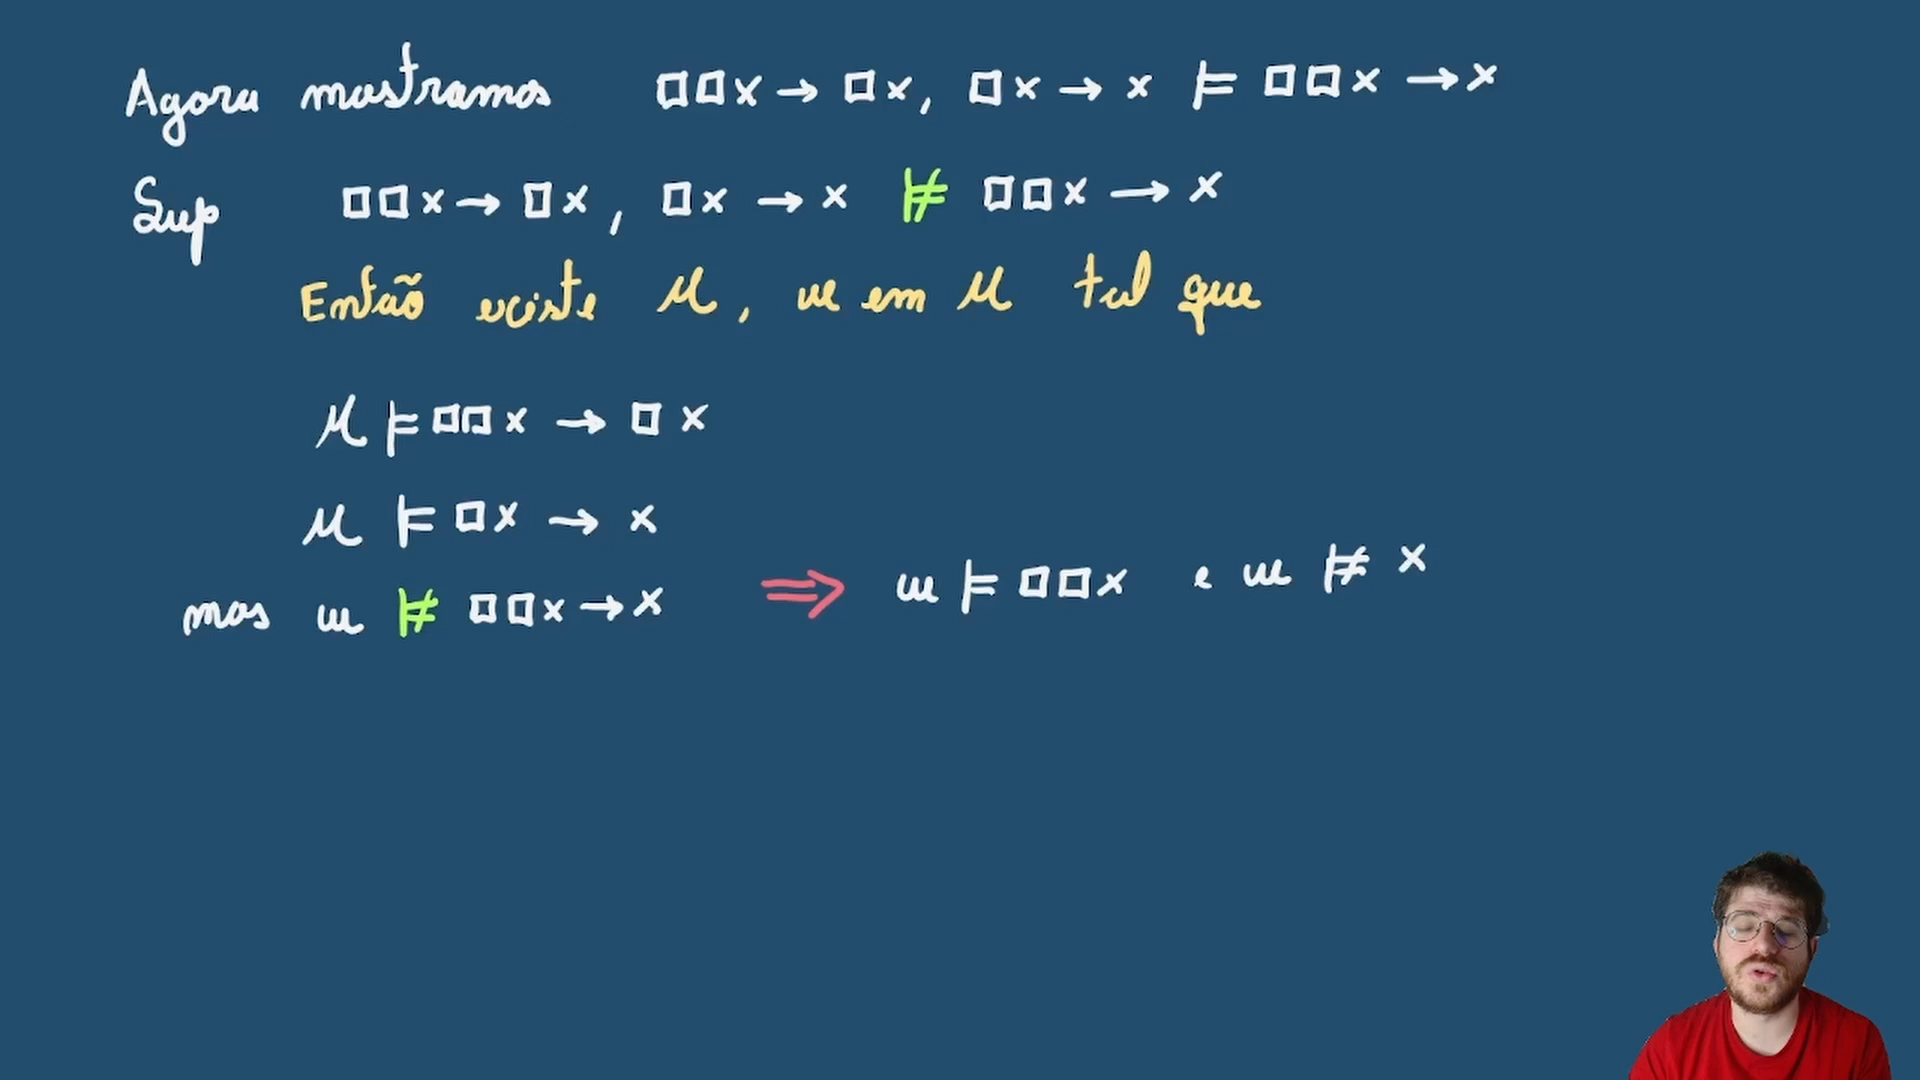 Agora mostramos □□x → □x, □x → x ⊨ □□x → x
Sup □□x → □x, □x → x ⊭ □□x → x
Então existe M, w em M tal que
M ⊨ □□x → □x
M ⊨ □x → x
mas w ⊭ □□x → x ⇒ w ⊨ □□x e w ⊭ x